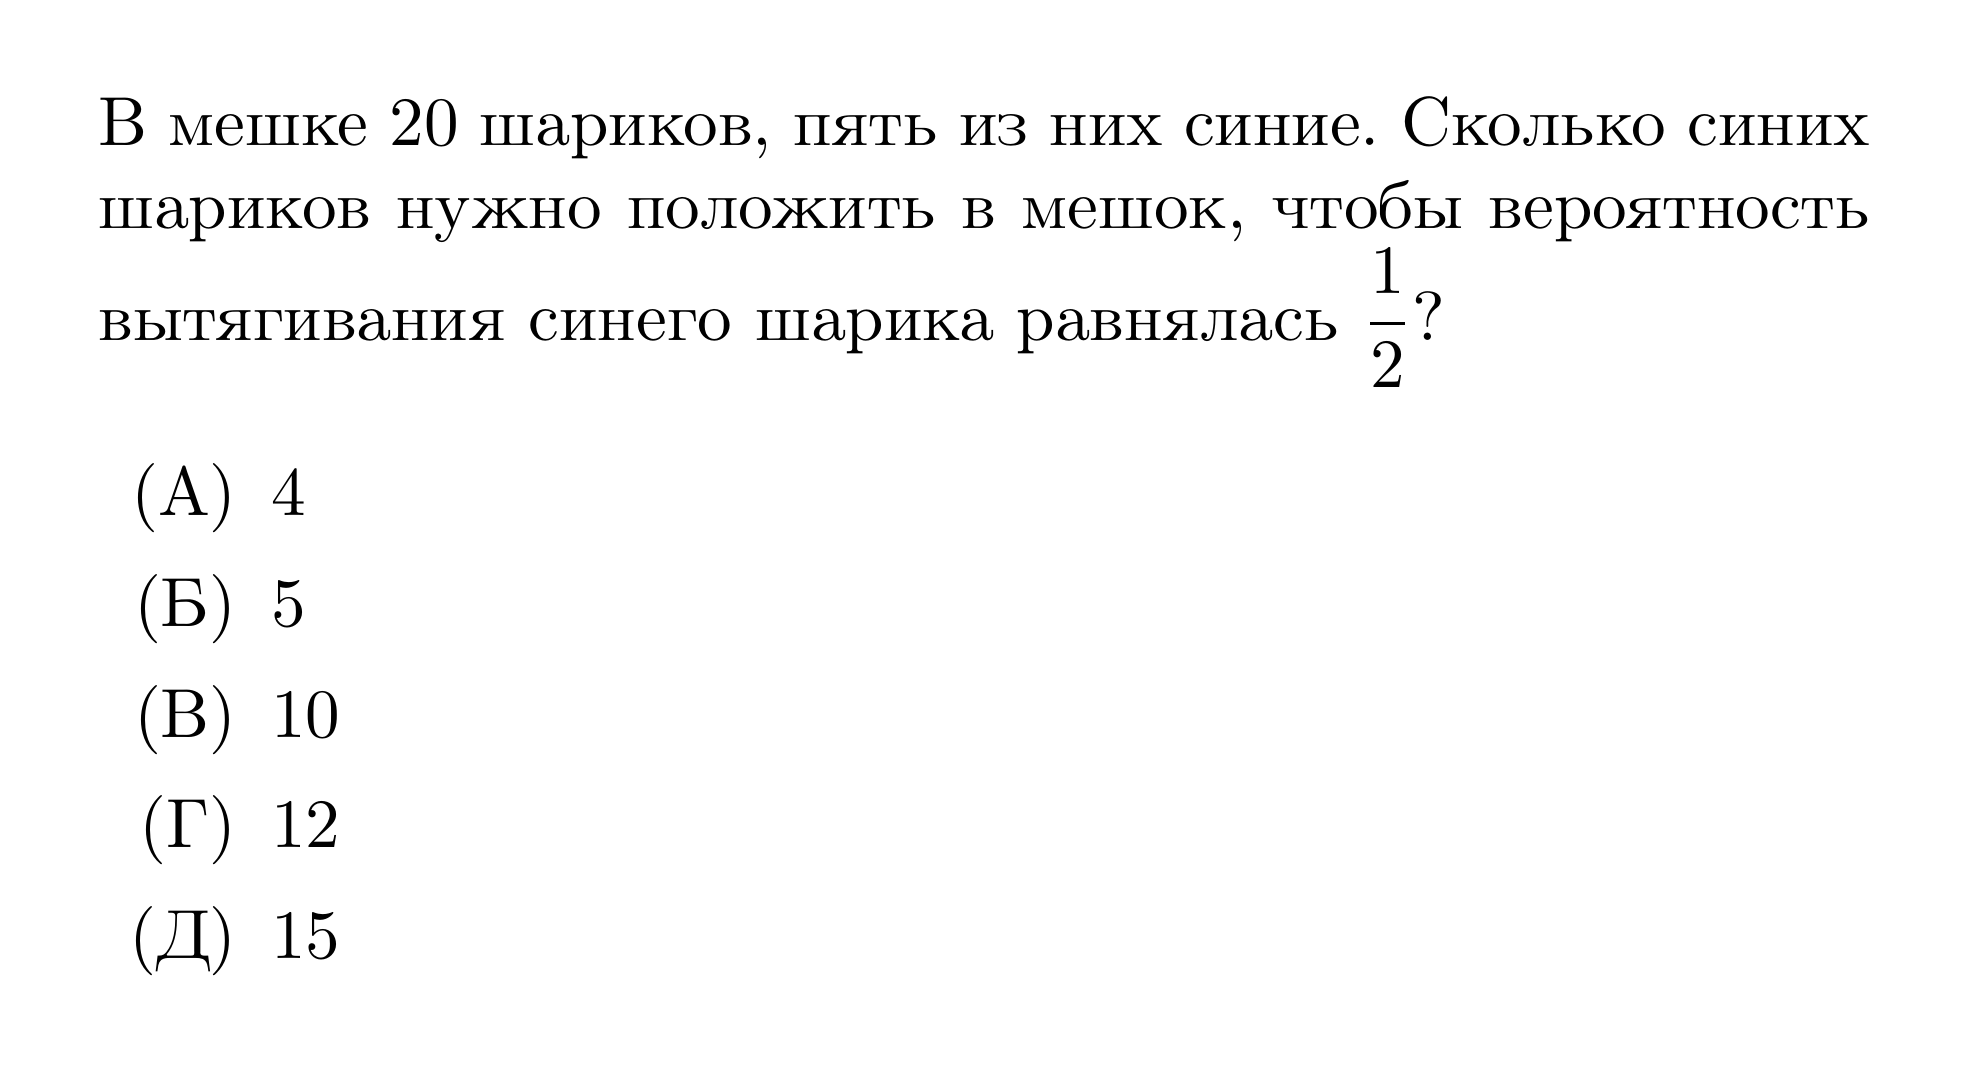 В мешке 20 шариков, пять из них синие. Сколько синих
шариков нужно положить в мешок, чтобы вероятность
вытягивания синего шарика равнялась $\frac{1}{2}$?
(А) 4
(Б) 5
(В) 10
(Г) 12
(Д) 15